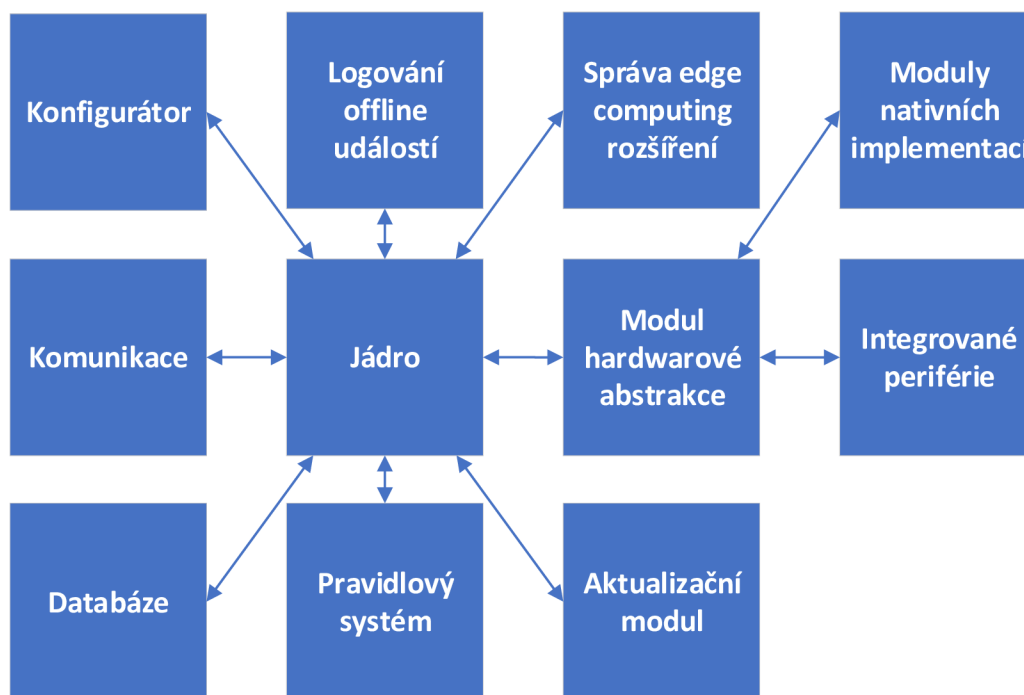 Konfigurátor
Logování
offline
událostí
Správa edge
computing
rozšíření
Moduly
nativních
implementací
Komunikace
Jádro
Modul
hardwarové
abstrakce
Integrované
periférie
Databáze
Pravidlový
systém
Aktualizační
modul